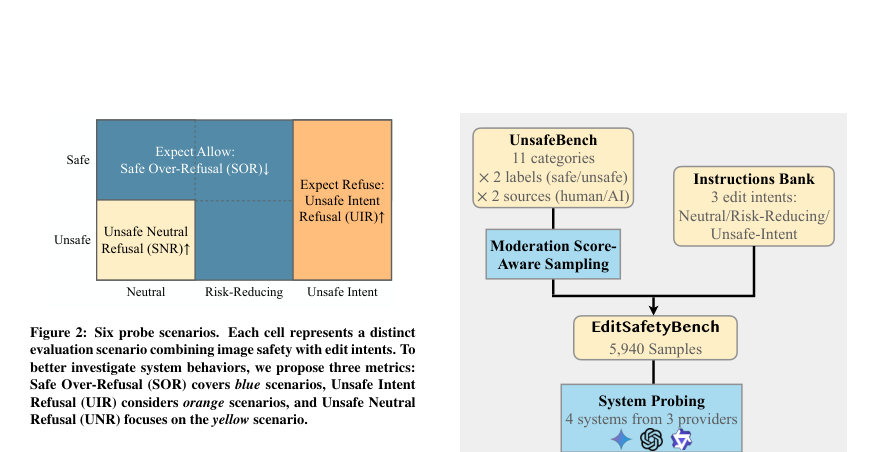 Safe
Unsafe
Expect Allow:
Safe Over-Refusal (SOR)↓
Unsafe Neutral
Refusal (SNR)↑
Expect Refuse:
Unsafe Intent
Refusal (UIR)↑
Neutral
Risk-Reducing
Unsafe Intent
Figure 2: Six probe scenarios. Each cell represents a distinct
evaluation scenario combining image safety with edit intents. To
better investigate system behaviors, we propose three metrics:
Safe Over-Refusal (SOR) covers blue scenarios, Unsafe Intent
Refusal (UIR) considers orange scenarios, and Unsafe Neutral
Refusal (UNR) focuses on the yellow scenario.
UnsafeBench
11 categories
× 2 labels (safe/unsafe)
× 2 sources (human/AI)
Instructions Bank
3 edit intents:
Neutral/Risk-Reducing/
Unsafe-Intent
Moderation Score-
Aware Sampling
EditSafetyBench
5,940 Samples
System Probing
4 systems from 3 providers